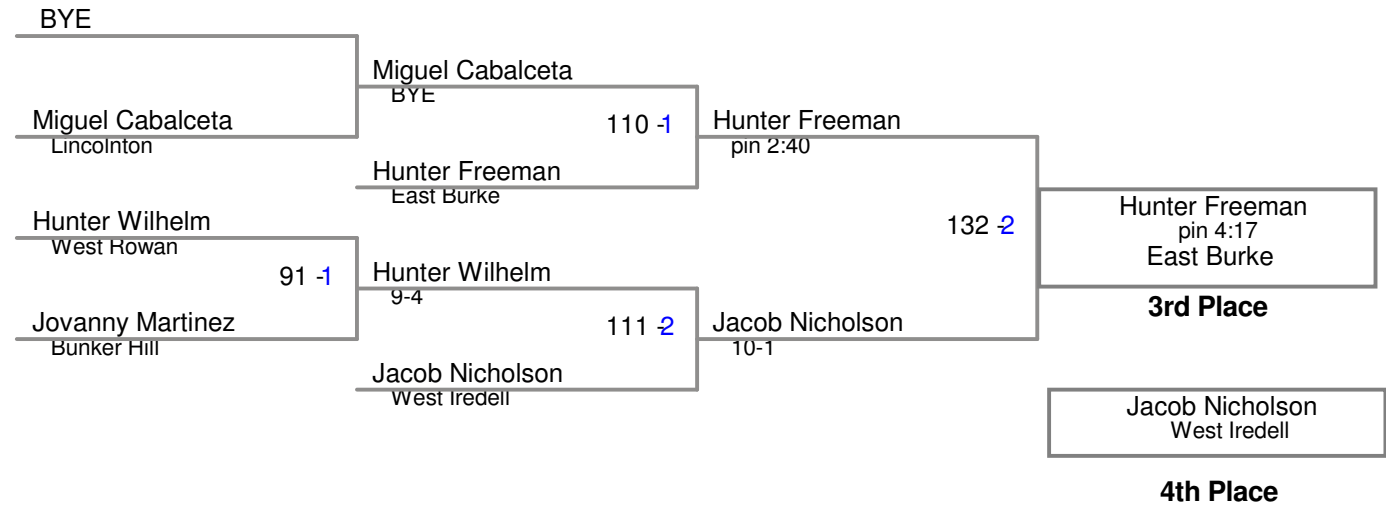 BYE
Miguel Cabalceta
Lincolnton
Hunter Wilhelm
West Rowan
91 -1
Jovanny Martinez
Bunker Hill
Miguel Cabalceta
BYE
110 -1
Hunter Freeman
East Burke
Hunter Wilhelm
9-4
111 -2
Jacob Nicholson
West Iredell
Hunter Freeman
pin 2:40
132 -2
Jacob Nicholson
10-1
Hunter Freeman
pin 4:17
East Burke
3rd Place
Jacob Nicholson
West Iredell
4th Place